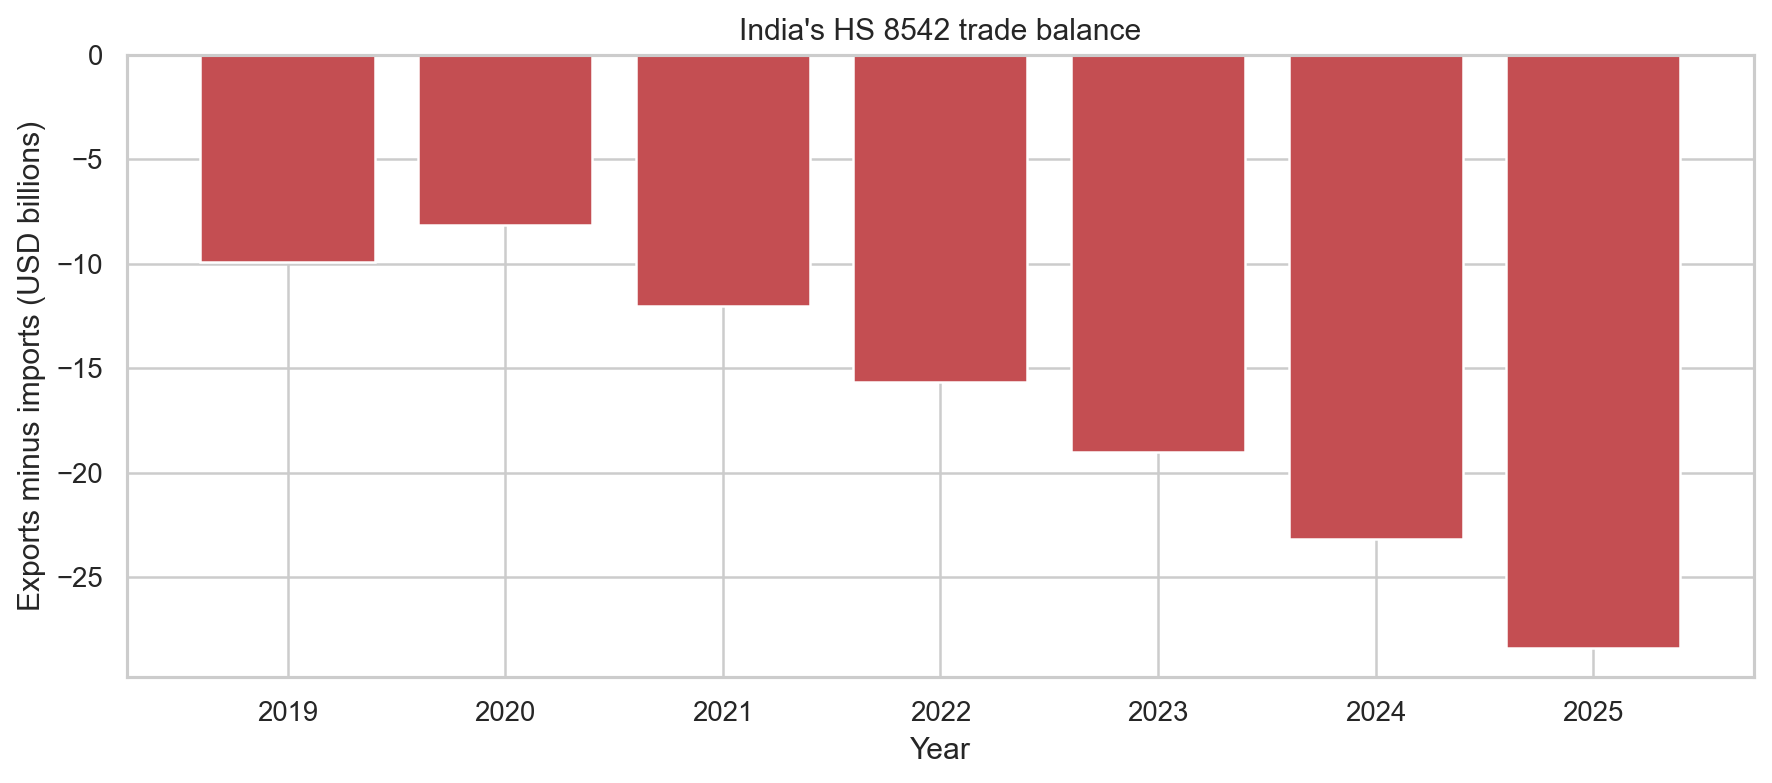 India's HS 8542 trade balance
Exports minus imports (USD billions)
0
−5
−10
−15
−20
−25
2019 2020 2021 2022 2023 2024 2025
Year